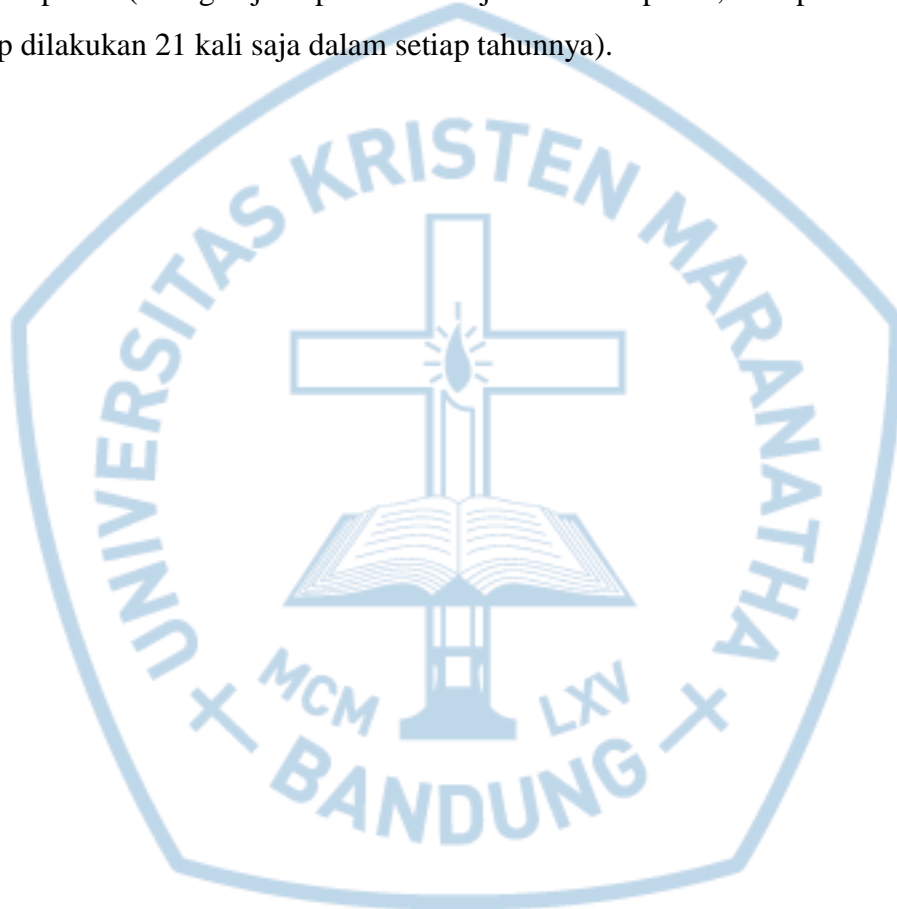 p dilakukan 21 kali saja dalam setiap tahunnya).
UNIVERSITAS KRISTEN MARANATHA
MCM LXV
BANDUNG